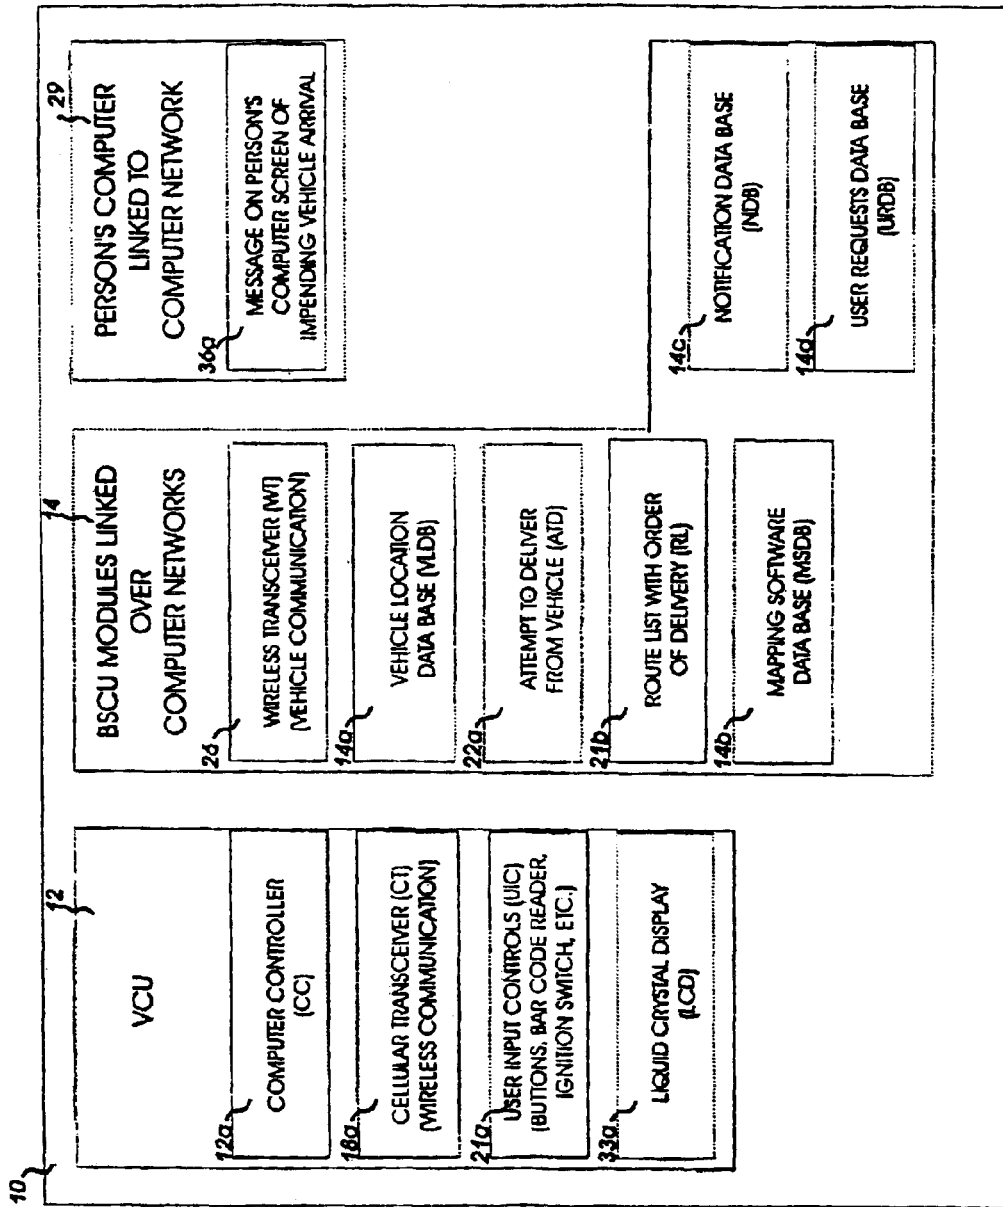 10
12
VCU
12a
COMPUTER CONTROLLER
(CC)
18a
CELLULAR TRANSCEIVER (CT)
(WIRELESS COMMUNICATION)
21a
USER INPUT CONTROLS (UIC)
(BUTTONS, BAR CODE READER,
IGNITION SWITCH, ETC.)
33a
LIQUID CRYSTAL DISPLAY
(LCD)
14
BSCU MODULES LINKED
OVER
COMPUTER NETWORKS
26
WIRELESS TRANSCEIVER (WT)
(VEHICLE COMMUNICATION)
14a
VEHICLE LOCATION
DATA BASE (VLDB)
22a
ATTEMPT TO DELIVER
FROM VEHICLE (ATD)
21b
ROUTE LIST WITH ORDER
OF DELIVERY (RL)
14b
MAPPING SOFTWARE
DATA BASE (MSDB)
29
PERSON'S COMPUTER
LINKED TO
COMPUTER NETWORK
36a
MESSAGE ON PERSON'S
COMPUTER SCREEN OF
IMPENDING VEHICLE ARRIVAL
14c
NOTIFICATION DATA BASE
(NDB)
14d
USER REQUESTS DATA BASE
(URDB)